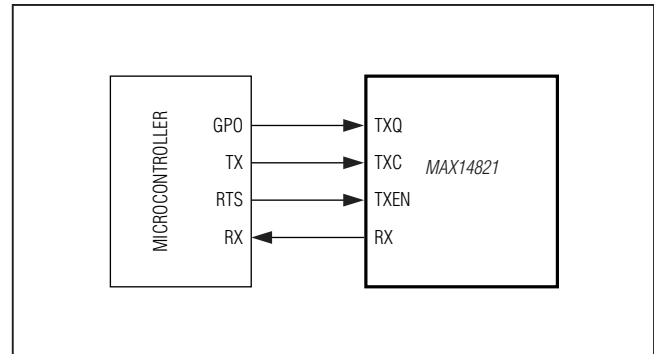 MICROCONTROLLER
GPO TXQ
TX TXC
MAX14821
RTS TXEN
RX RX